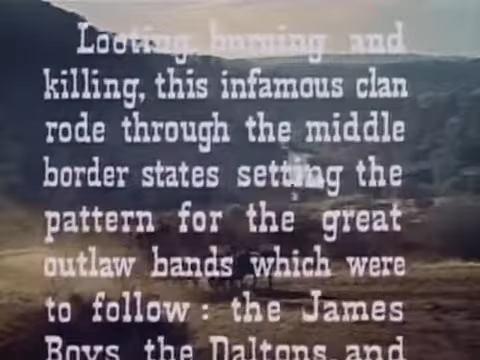 Looting, burning and
killing, this infamous clan
rode through the middle
border states setting the
pattern for the great
outlaw bands which were
to follow: the James
Boys, the Daltons and